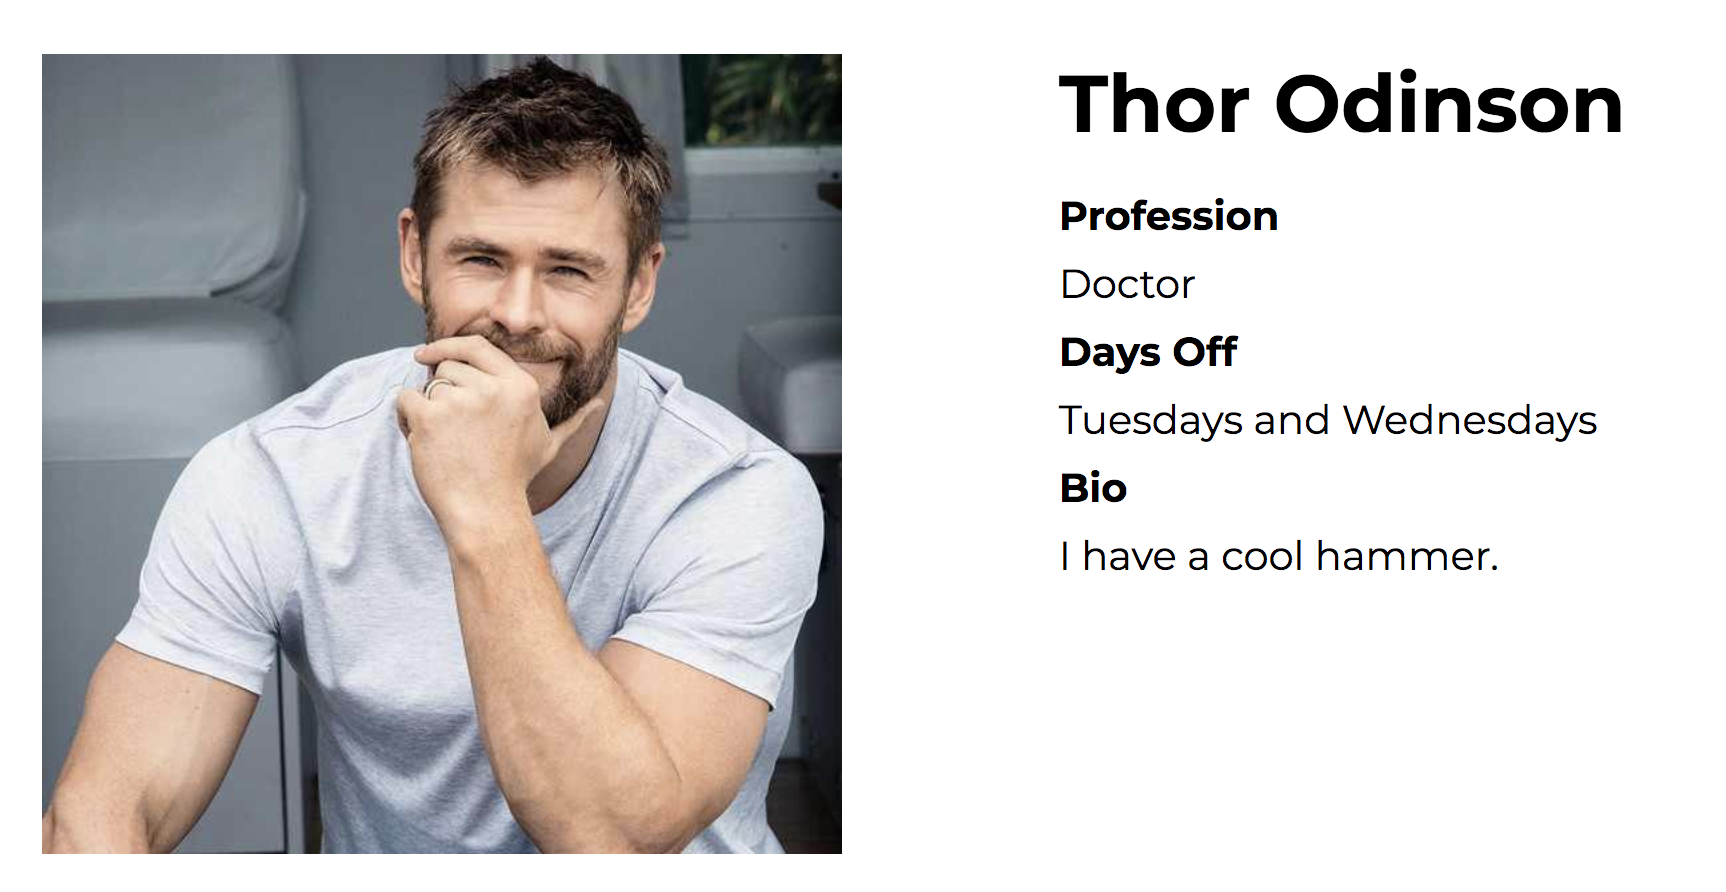 Thor Odinson
Profession
Doctor
Days Off
Tuesdays and Wednesdays
Bio
I have a cool hammer.